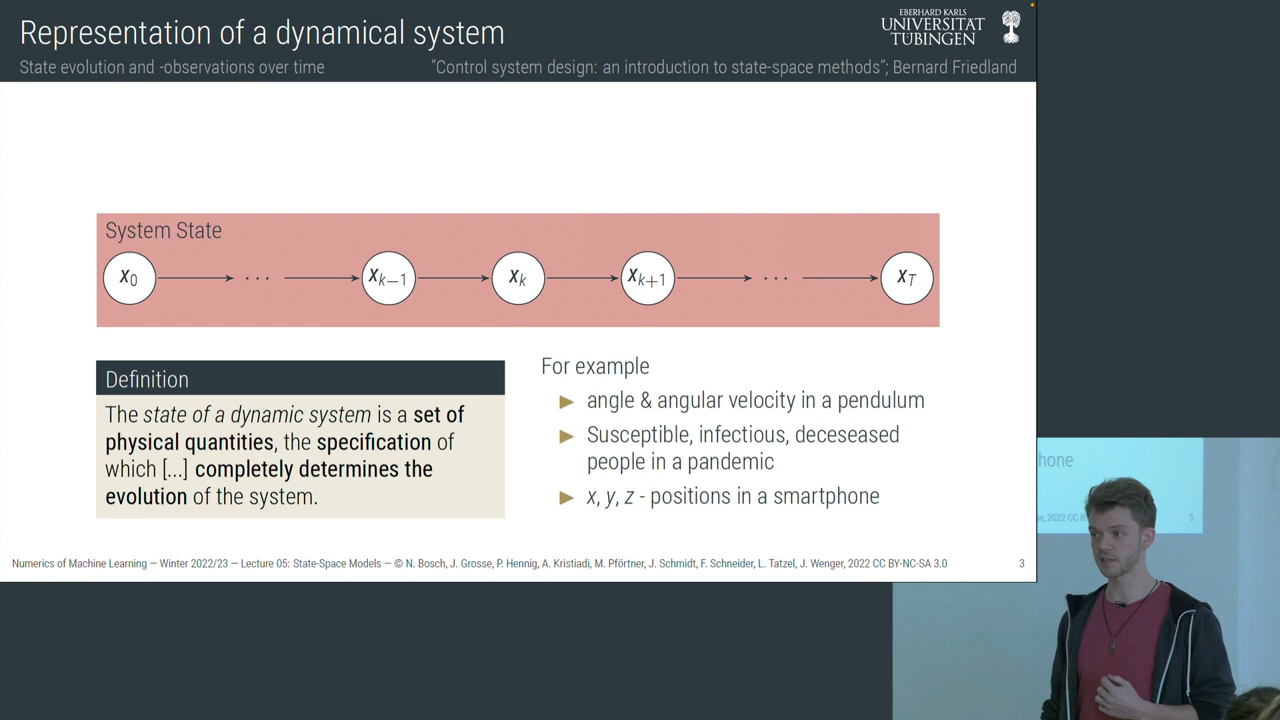 Representation of a dynamical system
State evolution and -observations over time
"Control system design: an introduction to state-space methods"; Bernard Friedland
EBERHARD KARLS
UNIVERSITÄT
TÜBINGEN
System State
x0 ··· xk−1 xk xk+1 ··· xT
Definition
The state of a dynamic system is a set of
physical quantities, the specification of
which [...] completely determines the
evolution of the system.
For example
angle & angular velocity in a pendulum
Susceptible, infectious, deceased
people in a pandemic
x, y, z - positions in a smartphone
Numerics of Machine Learning — Winter 2022/23 — Lecture 05: State-Space Models — © N. Bosch, J. Grosse, P. Hennig, A. Kristiadi, M. Pförtner, J. Schmidt, F. Schneider, L. Tatzel, J. Wenger, 2022 CC BY-NC-SA 3.0
3
hone
er, 2022 CC B
3